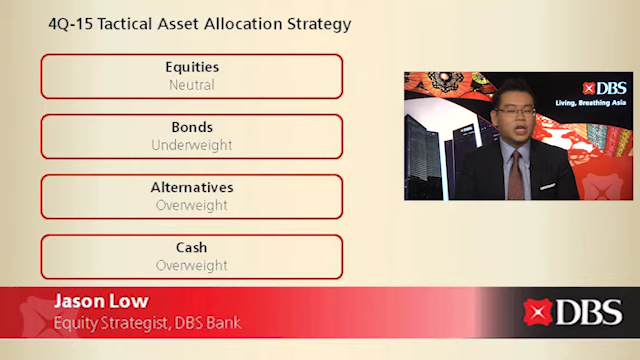 4Q-15 Tactical Asset Allocation Strategy
Equities
Neutral
Bonds
Underweight
Alternatives
Overweight
Cash
Overweight
DBS
Living, Breathing Asia
Jason Low
Equity Strategist, DBS Bank
DBS